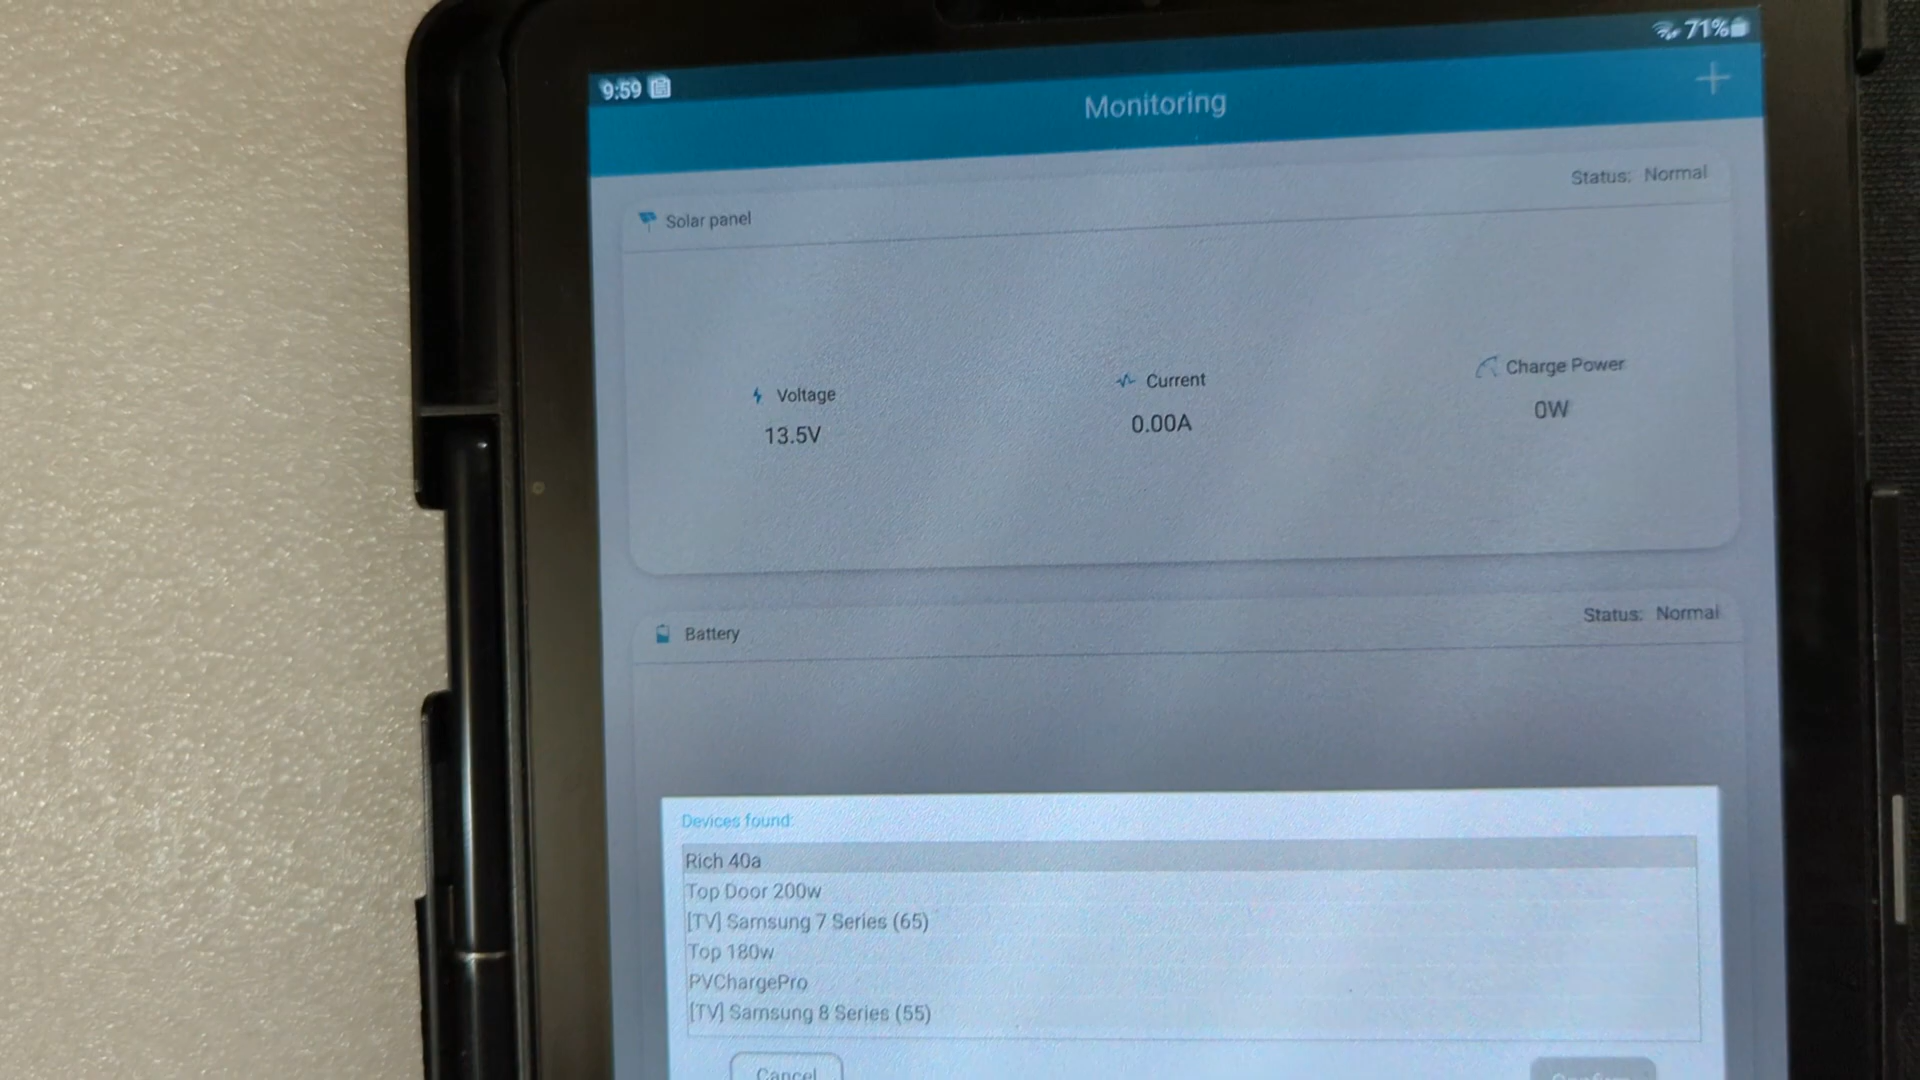 9:59
71%
Monitoring
Status: Normal
Solar panel
Voltage
Current
Charge Power
13.5V
0.00A
0W
Status: Normal
Battery
Devices found:
Rich 40a
Top Door 200w
[TV] Samsung 7 Series (65)
Top 180w
PVChargePro
[TV] Samsung 8 Series (55)
Cancel